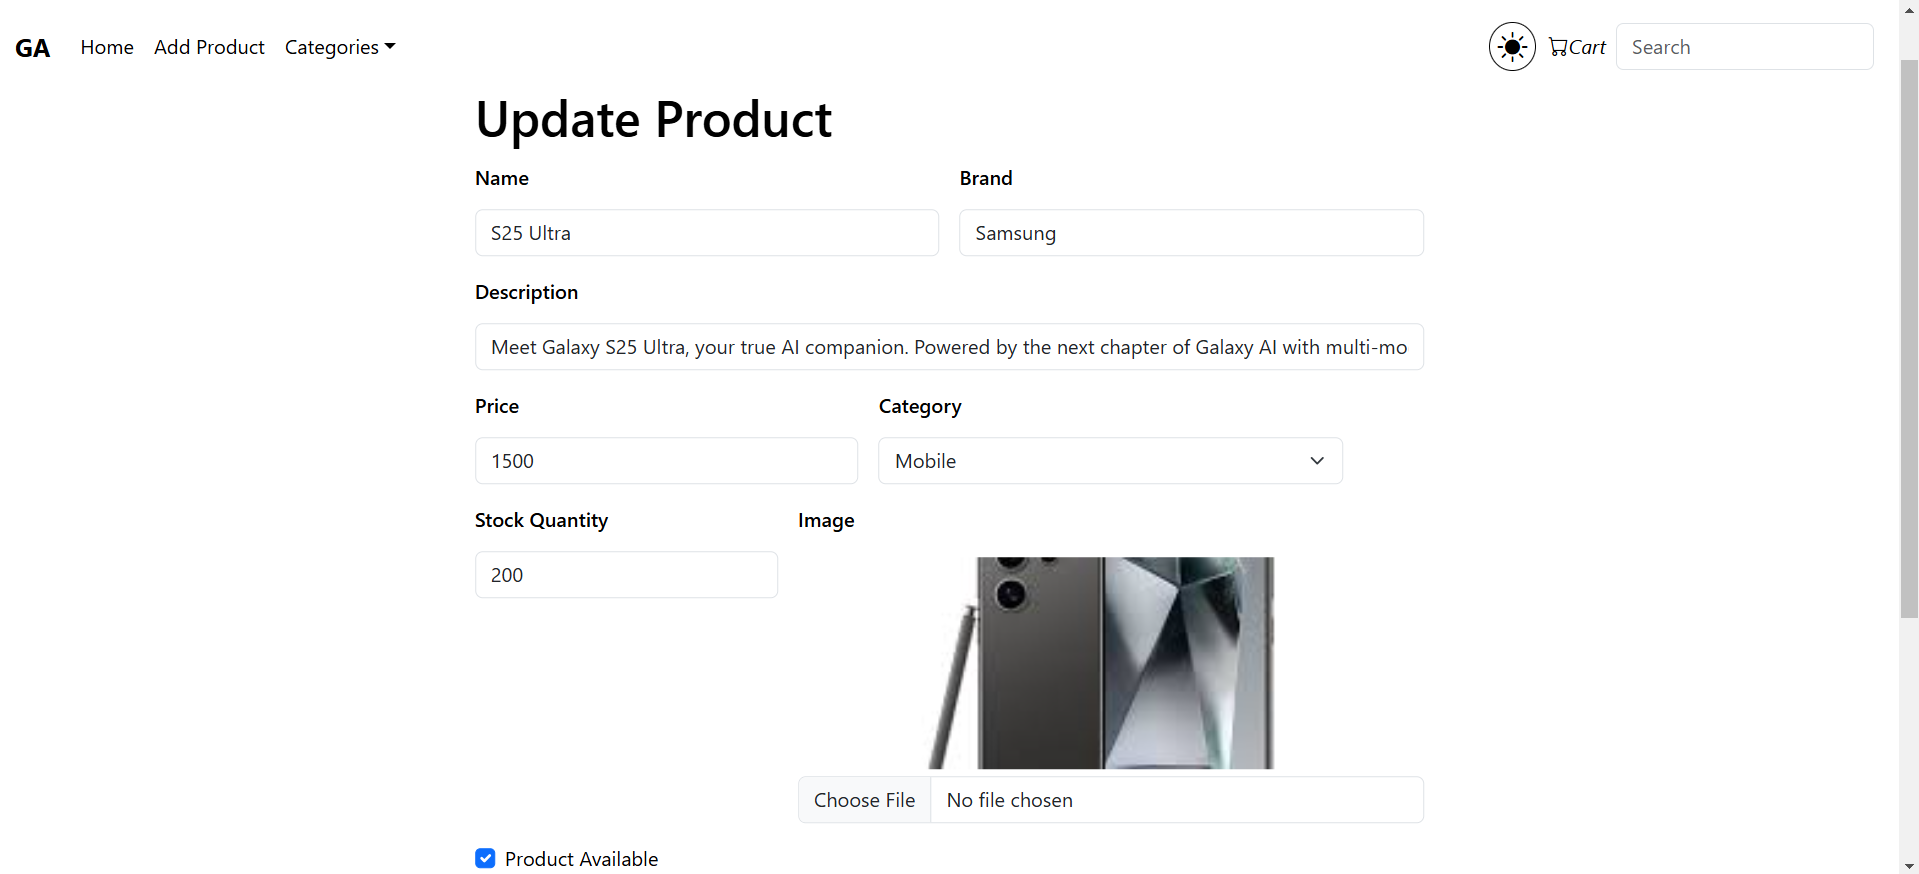 GA Home Add Product Categories Cart Search
Update Product
Name Brand
S25 Ultra Samsung
Description
Meet Galaxy S25 Ultra, your true AI companion. Powered by the next chapter of Galaxy AI with multi-mo
Price Category
1500 Mobile
Stock Quantity Image
200
Choose File No file chosen
Product Available